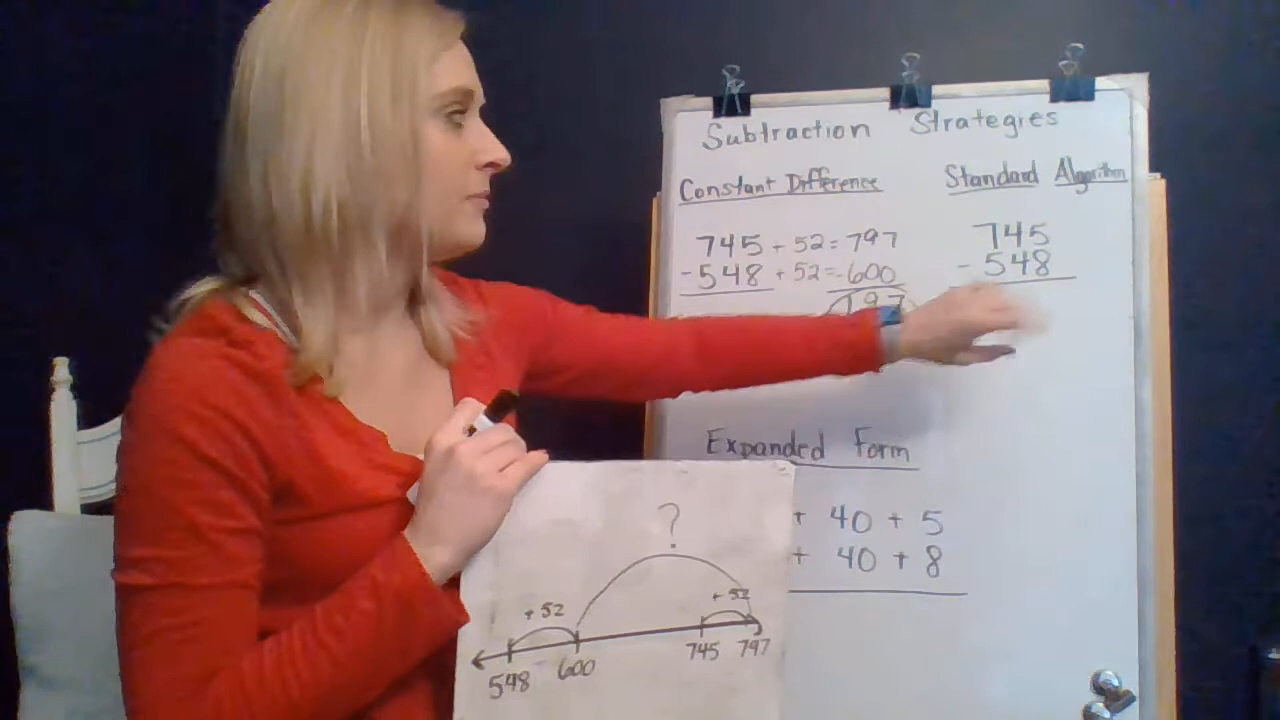 Subtraction Strategies
Constant Difference
745 + 52 = 797
- 548 + 52 = - 600
197
Standard Algorithm
745
- 548
Expanded Form
+ 40 + 5
+ 40 + 8
?
+ 52
+ 52
548 600 745 797